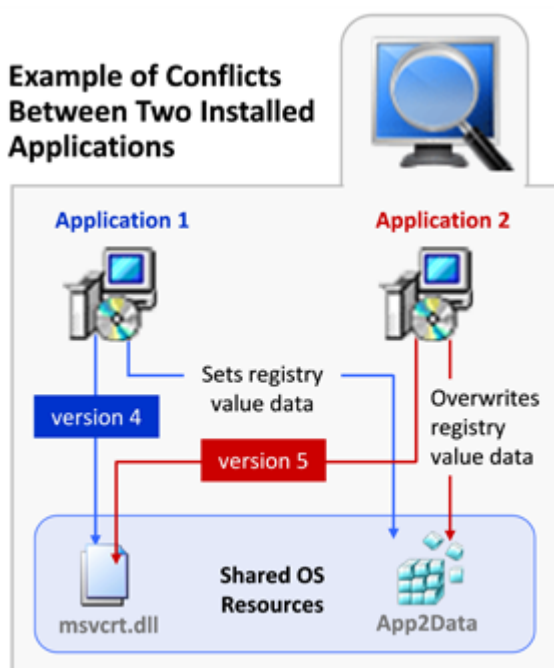 Example of Conflicts
Between Two Installed
Applications
Application 1
Application 2
Sets registry
value data
version 4
Overwrites
registry
value data
version 5
Shared OS
Resources
msvcrt.dll
App2Data